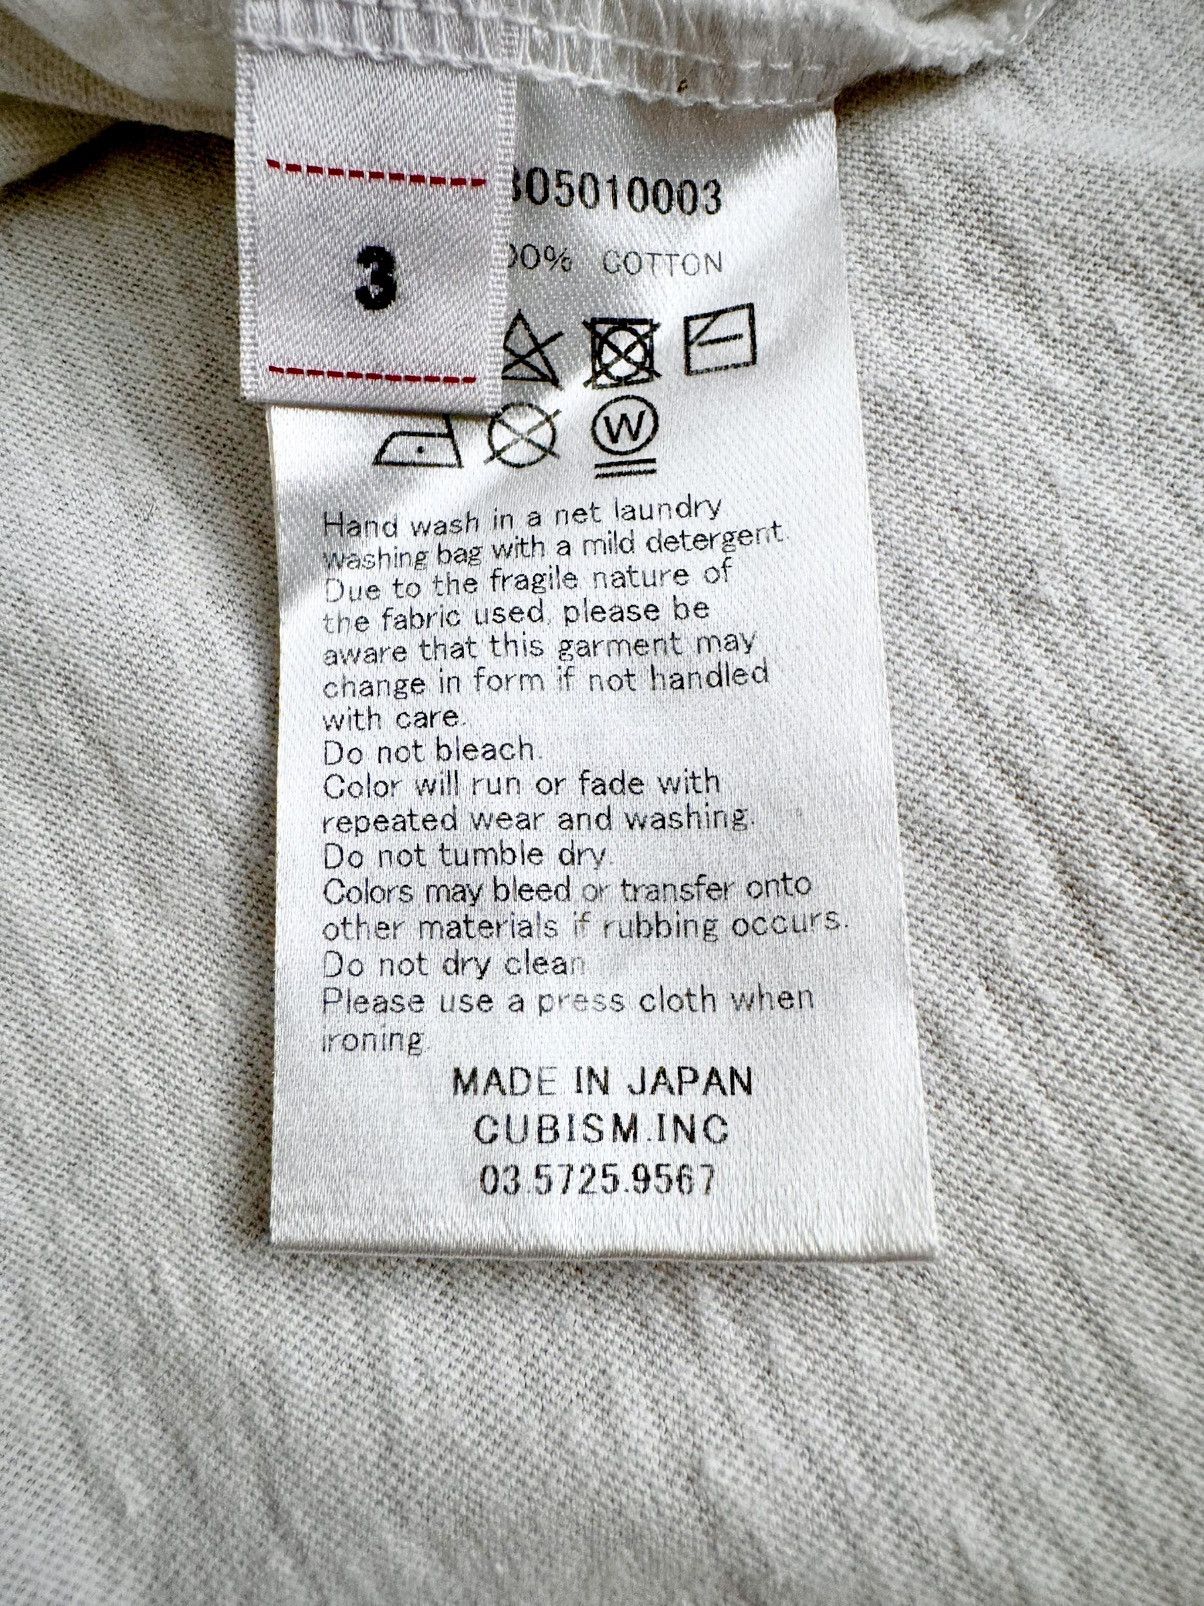 3
305010003
00% COTTON
W
Hand wash in a net laundry
washing bag with a mild detergent.
Due to the fragile nature of
the fabric used, please be
aware that this garment may
change in form if not handled
with care.
Do not bleach.
Color will run or fade with
repeated wear and washing.
Do not tumble dry.
Colors may bleed or transfer onto
other materials if rubbing occurs.
Do not dry clean
Please use a press cloth when
ironing.
MADE IN JAPAN
CUBISM.INC
03.5725.9567